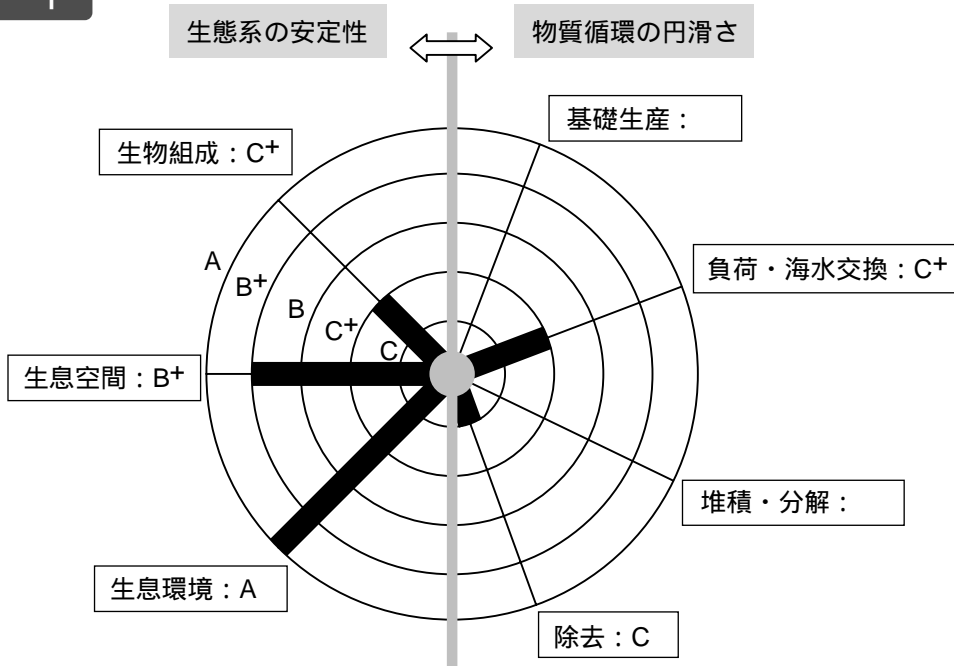 生態系の安定性
物質循環の円滑さ
基礎生産：
生物組成：C+
負荷・海水交換：C+
A
B+
B
C+
C
生息空間：B+
堆積・分解：
生息環境：A
除去：C